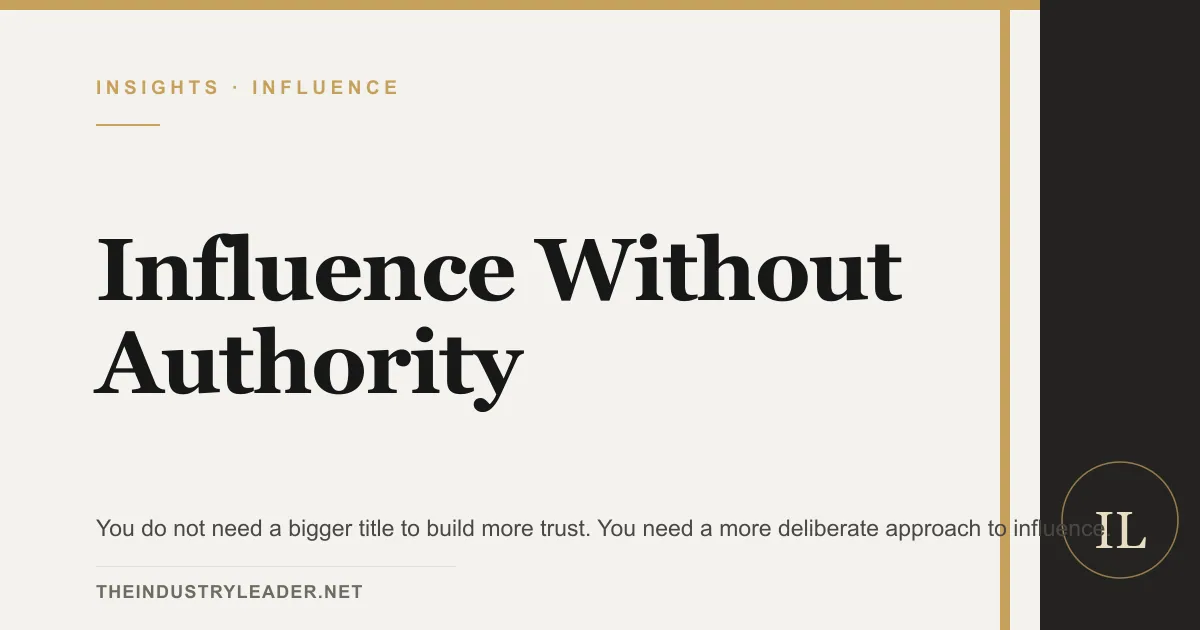 INSIGHTS · INFLUENCE
Influence Without
Authority
You do not need a bigger title to build more trust. You need a more deliberate approach to influence.
IL
THEINDUSTRYLEADER.NET